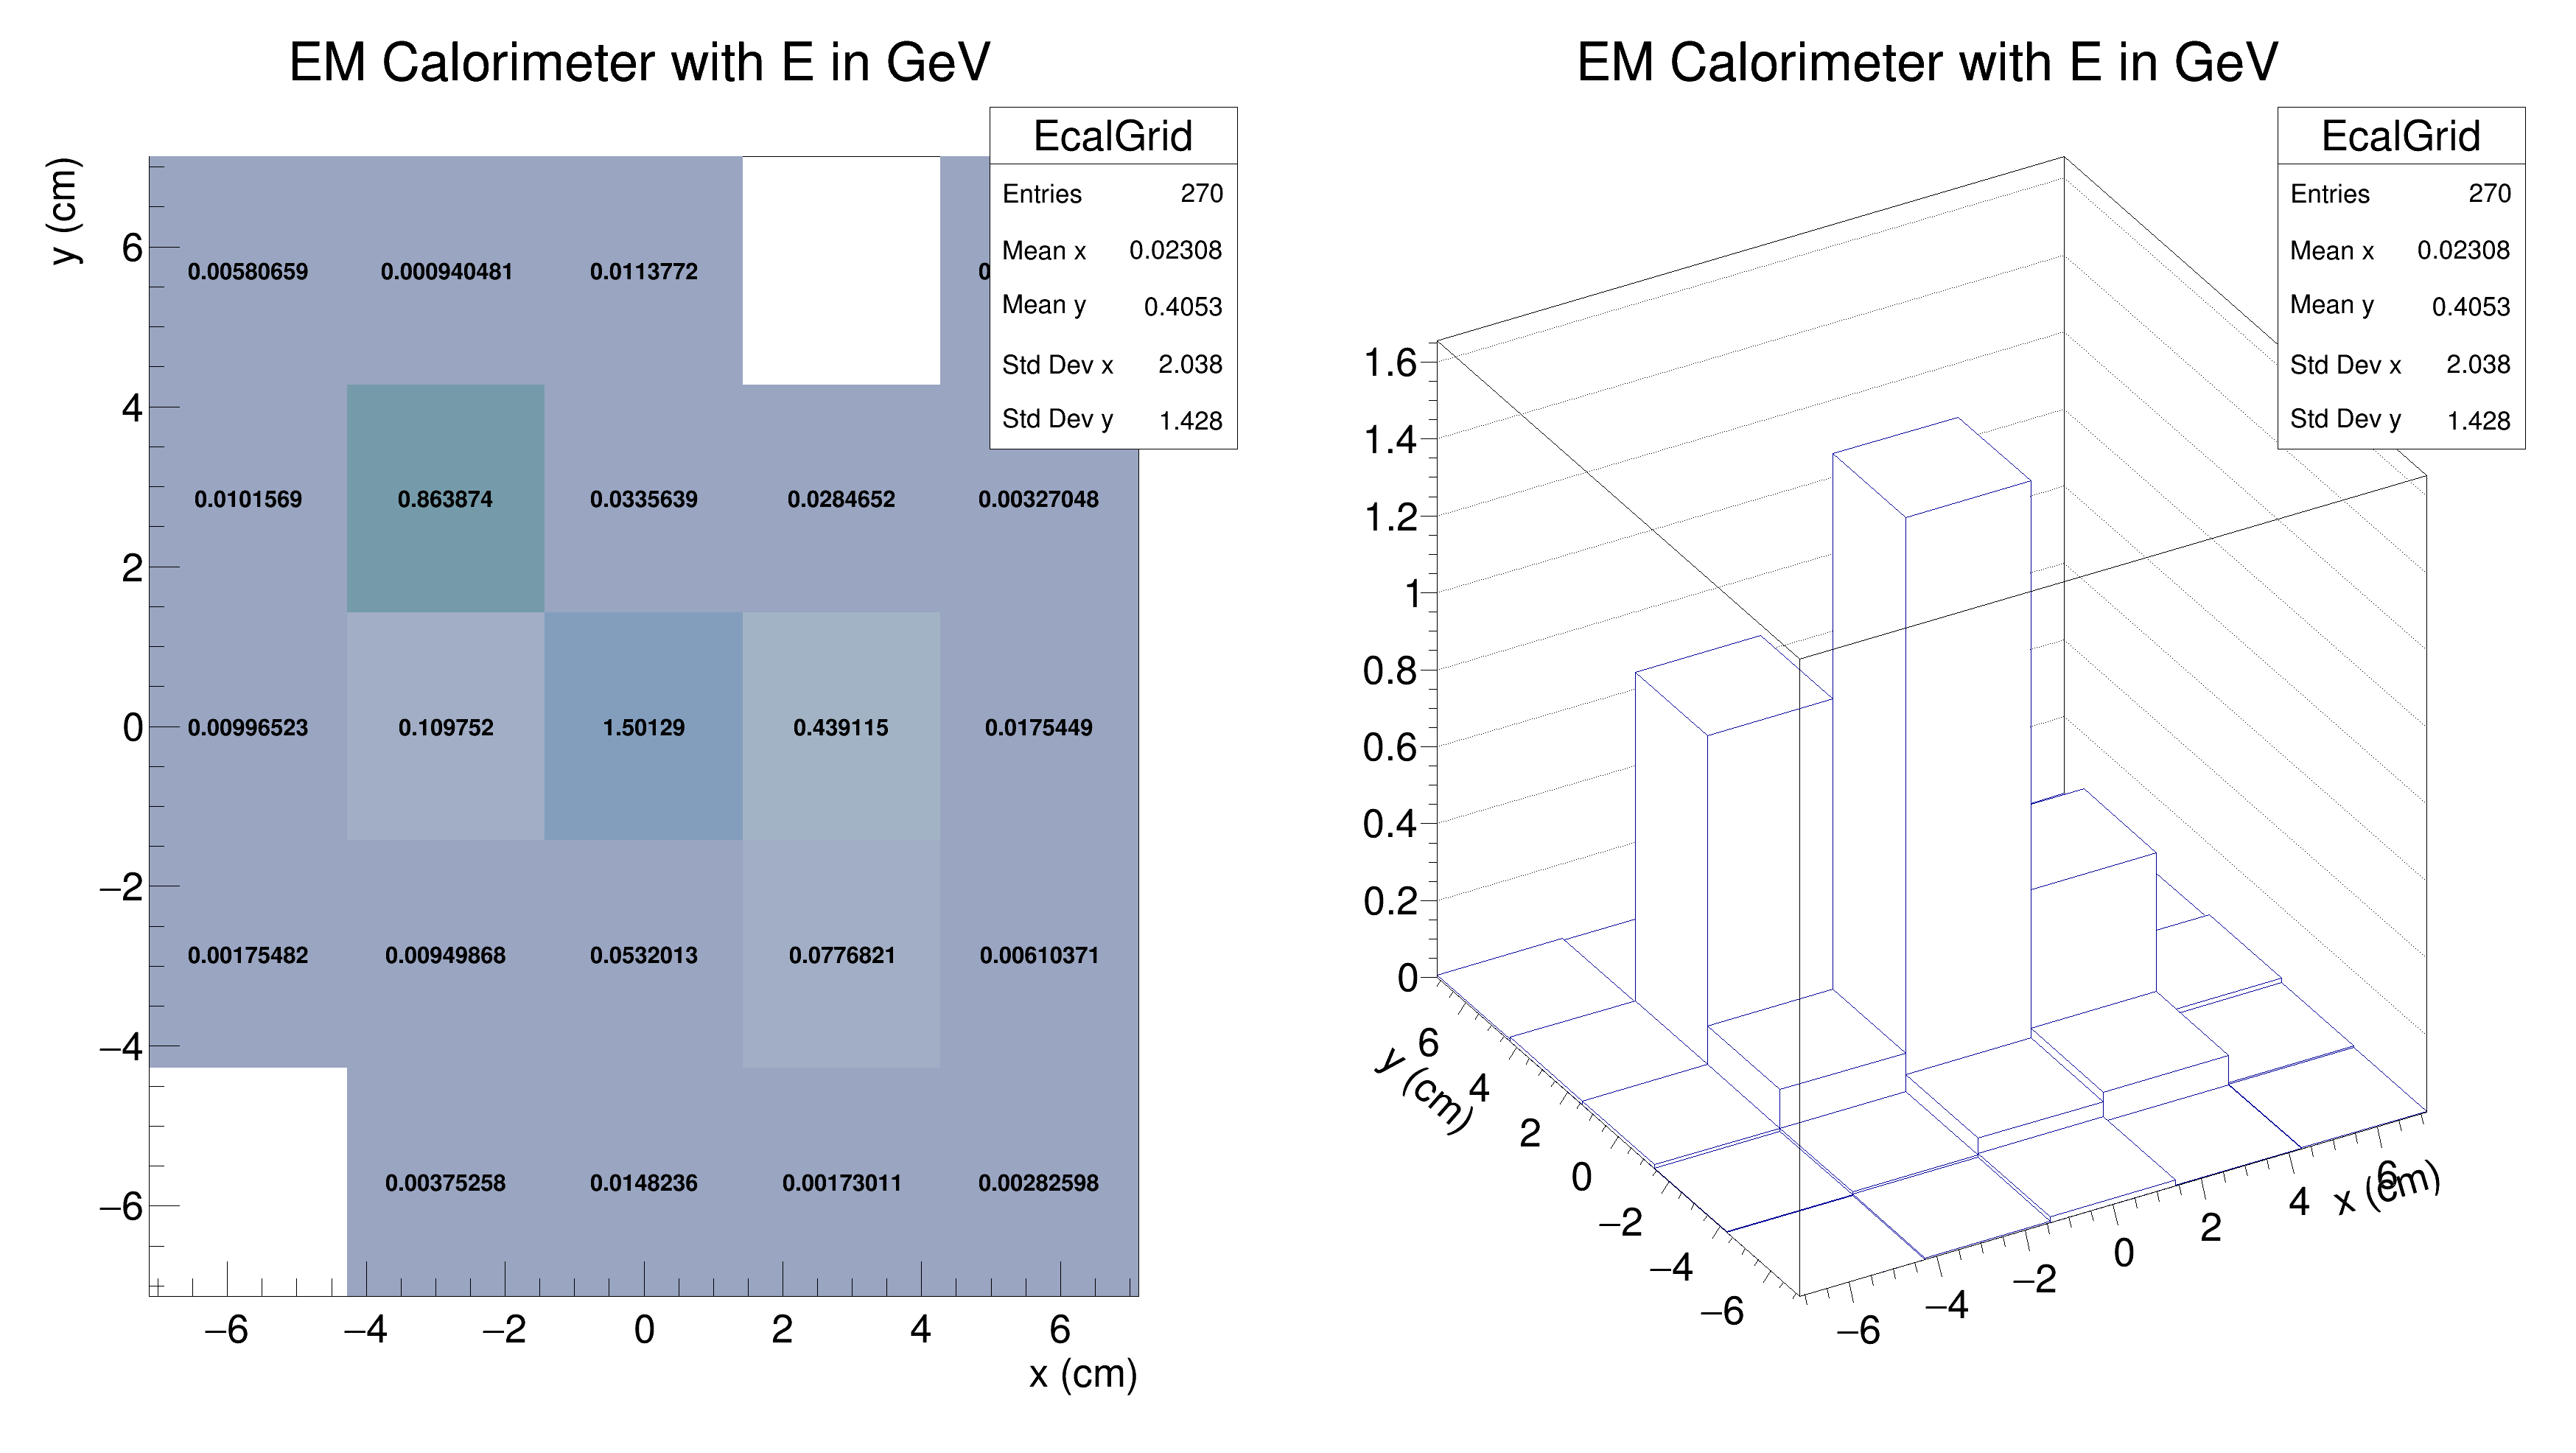 EM Calorimeter with E in GeV
EcalGrid
Entries 270
Mean x 0.02308
Mean y 0.4053
Std Dev x 2.038
Std Dev y 1.428
y (cm)
6
4
2
0
−2
−4
−6
0.00580659 0.000940481 0.0113772
0.0101569 0.863874 0.0335639 0.0284652 0.00327048
0.00996523 0.109752 1.50129 0.439115 0.0175449
0.00175482 0.00949868 0.0532013 0.0776821 0.00610371
0.00375258 0.0148236 0.00173011 0.00282598
−6 −4 −2 0 2 4 6
x (cm)
EM Calorimeter with E in GeV
EcalGrid
Entries 270
Mean x 0.02308
Mean y 0.4053
Std Dev x 2.038
Std Dev y 1.428
1.6
1.4
1.2
1
0.8
0.6
0.4
0.2
0
y (cm)
6
4
2
0
−2
−4
−6
−6
−4
−2
0
2
4
6
x (cm)